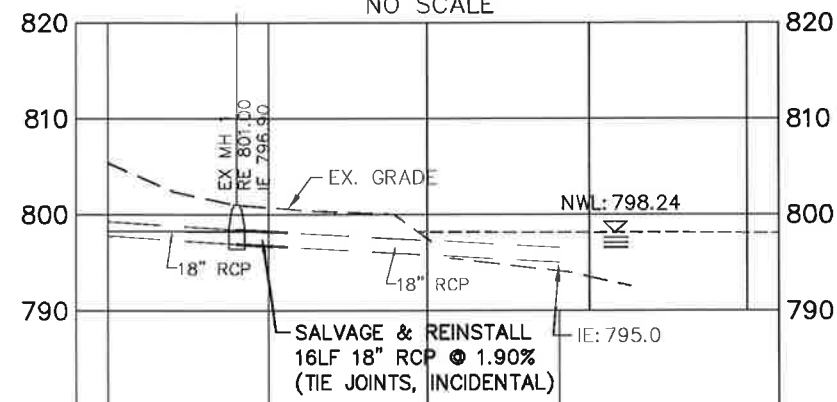 NO SCALE
820
820
810
810
EX MH 1
RE 801.00
IE 796.90
EX. GRADE
NWL: 798.24
800
800
18" RCP
18" RCP
790
790
SALVAGE & REINSTALL
16LF 18" RCP @ 1.90%
(TIE JOINTS, INCIDENTAL)
IE: 795.0